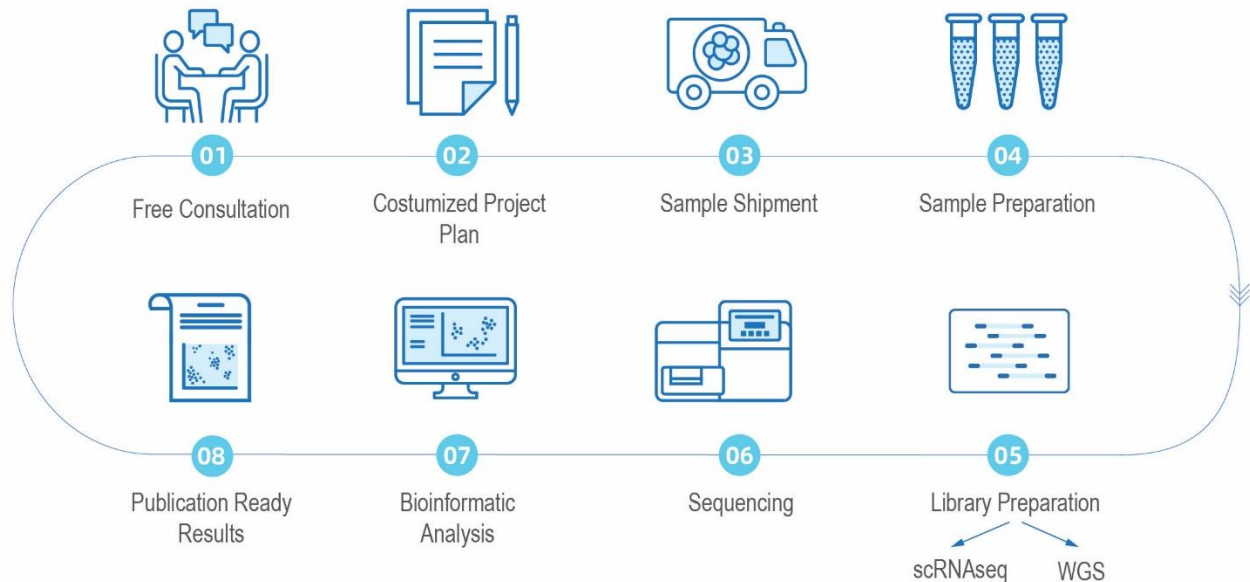 01
02
03
04
Free Consultation
Costumized Project
Plan
Sample Shipment
Sample Preparation
08
07
06
05
Publication Ready
Results
Bioinformatic
Analysis
Sequencing
Library Preparation
scRNAseq
WGS